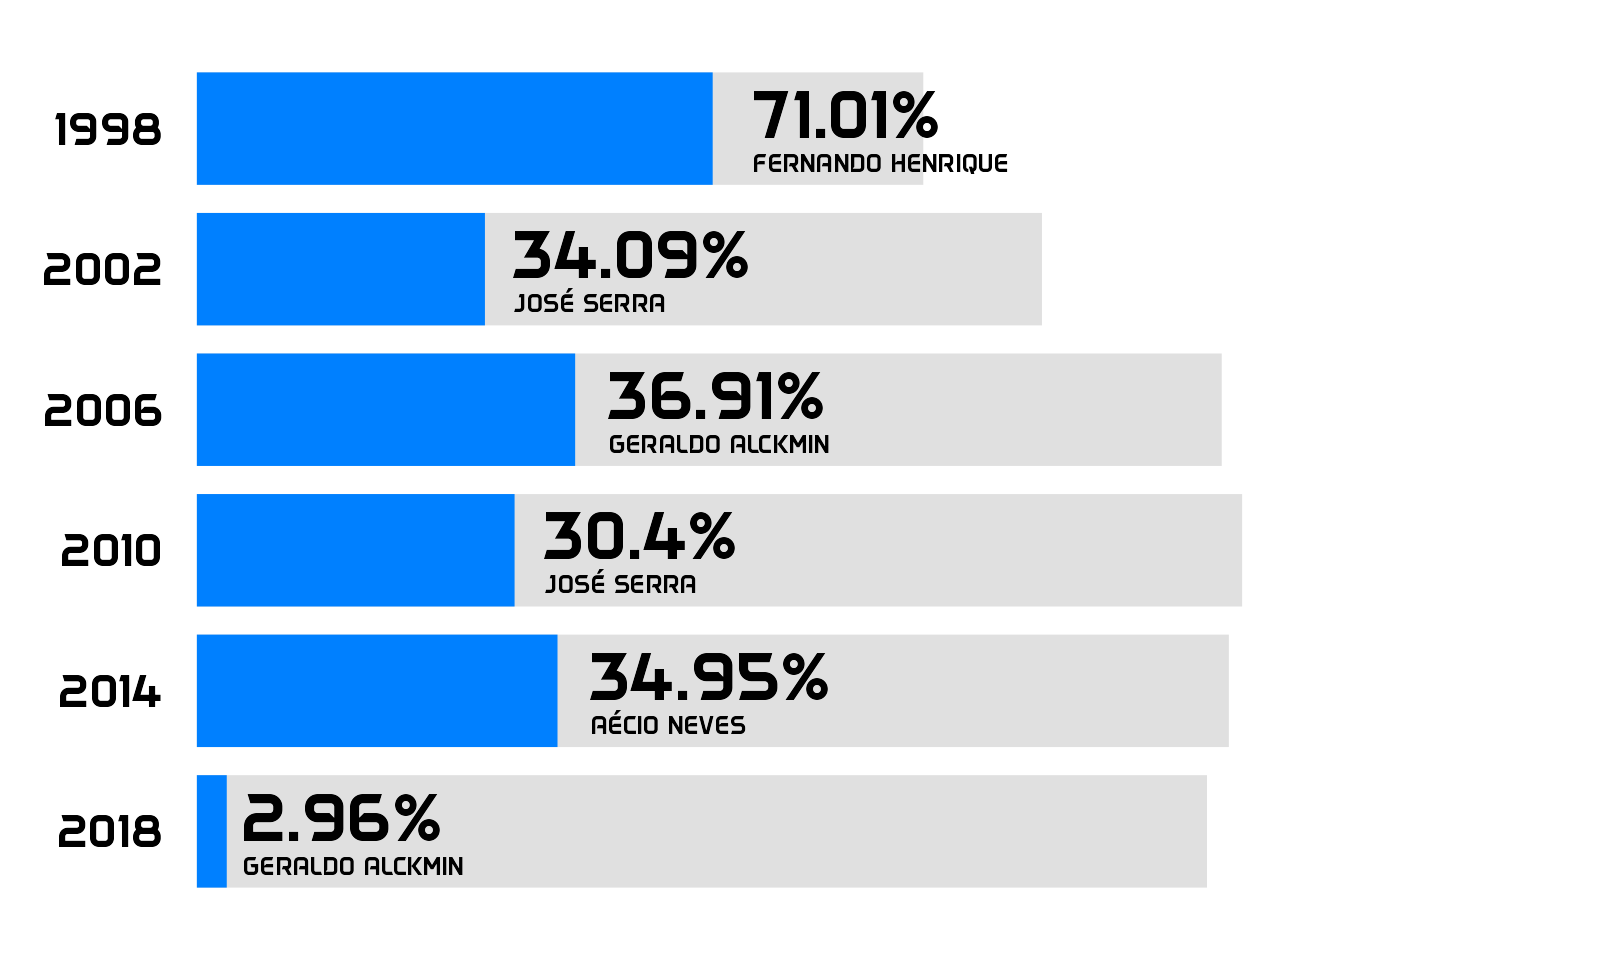 1998
71.01%
FERNANDO HENRIQUE
2002
34.09%
JOSÉ SERRA
2006
36.91%
GERALDO ALCKMIN
2010
30.4%
JOSÉ SERRA
2014
34.95%
AÉCIO NEVES
2018
2.96%
GERALDO ALCKMIN